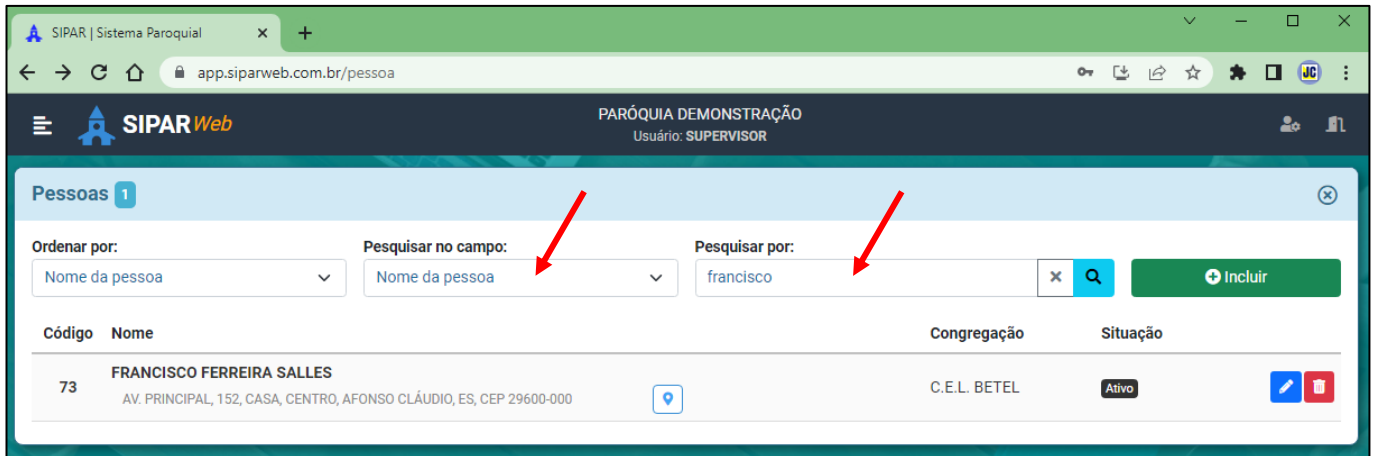 SIPAR | Sistema Paroquial
app.siparweb.com.br/pessoa
JC
SIPARWeb
PARÓQUIA DEMONSTRAÇÃO
Usuário: SUPERVISOR
Pessoas 1
Ordenar por: Pesquisar no campo: Pesquisar por:
Nome da pessoa Nome da pessoa francisco Incluir
Código Nome Congregação Situação
FRANCISCO FERREIRA SALLES
73 C.E.L. BETEL Ativo
AV. PRINCIPAL, 152, CASA, CENTRO, AFONSO CLÁUDIO, ES, CEP 29600-000